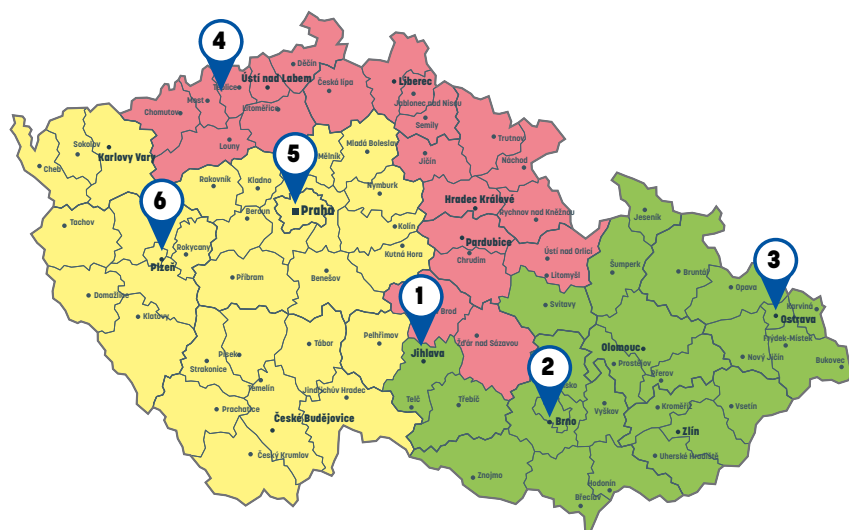 4
Děčín
Ústí nad Labem
Teplice
Česká lípa
Liberec
Most
Jablonec nad Nisou
Chomutov
Litoměřice
Semily
Trutnov
Louny
5
Mladá Boleslav
Sokolov
Karlovy Vary
Mělník
Jičín
Náchod
Cheb
6
Rakovník
Kladno
Nymburk
Hradec Králové
Jeseník
Praha
Beroun
Rychnov nad Kněžnou
Tachov
Kolín
Pardubice
Rokycany
Kutná Hora
Chrudim
Ústí nad Orlicí
3
Plzeň
Šumperk
Bruntál
Příbram
Benešov
Litomyšl
Opava
Domažlice
1
Svitavy
Karviná
Klatovy
Brod
Ostrava
Tábor
Pelhřimov
Žďár nad Sázavou
Frýdek-Místek
Písek
Jihlava
Olomouc
Nový Jičín
Strakonice
2
Prostějov
Bukovec
Temelín
Přerov
Jindřichův Hradec
sko
Prachatice
Telč
Třebíč
Vyškov
Kroměříž
Vsetín
České Budějovice
Brno
Zlín
Český Krumlov
Uherské Hradiště
Znojmo
Hodonín
Břeclav